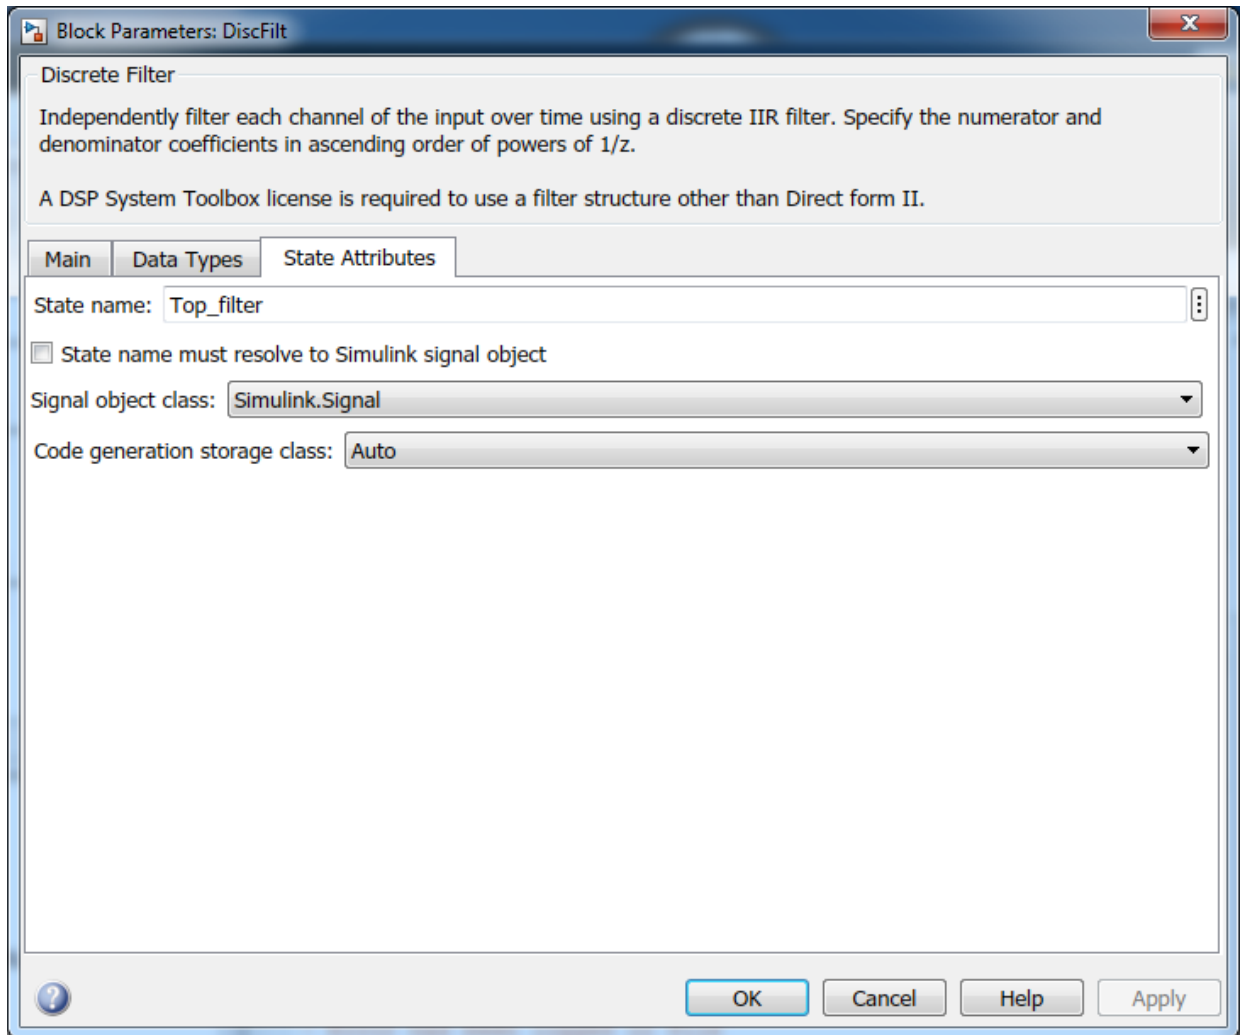 Block Parameters: DiscFilt
X
Discrete Filter
Independently filter each channel of the input over time using a discrete IIR filter. Specify the numerator and
denominator coefficients in ascending order of powers of 1/z.
A DSP System Toolbox license is required to use a filter structure other than Direct form II.
Main Data Types State Attributes
State name: Top_filter
State name must resolve to Simulink signal object
Signal object class: Simulink.Signal
Code generation storage class: Auto
? OK Cancel Help Apply